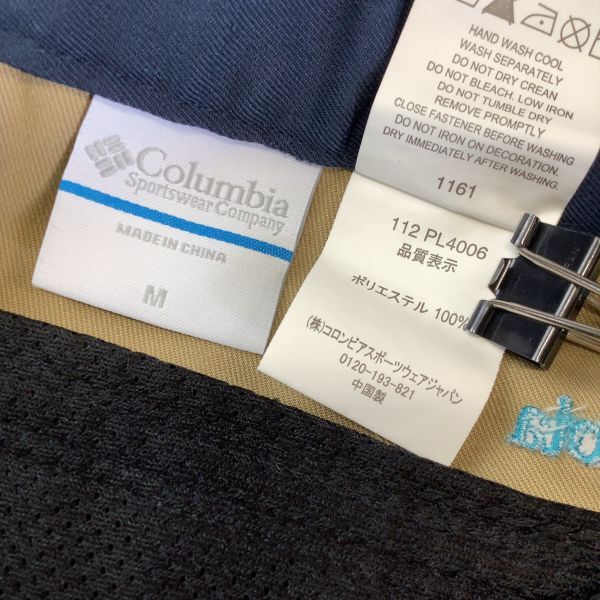 Columbia
Sportswear Company
MADE IN CHINA
M
HAND WASH COOL
WASH SEPARATELY
DO NOT DRY CREAN
DO NOT BLEACH. LOW IRON
DO NOT TUMBLE DRY
REMOVE PROMPTLY
CLOSE FASTENER BEFORE WASHING
DO NOT IRON ON DECORATION.
DRY IMMEDIATELY AFTER WASHING.
1161
112 PL4006
品質表示
ポリエステル 100%
(株)コロンビアスポーツウェアジャパン
0120-193-821
中国製